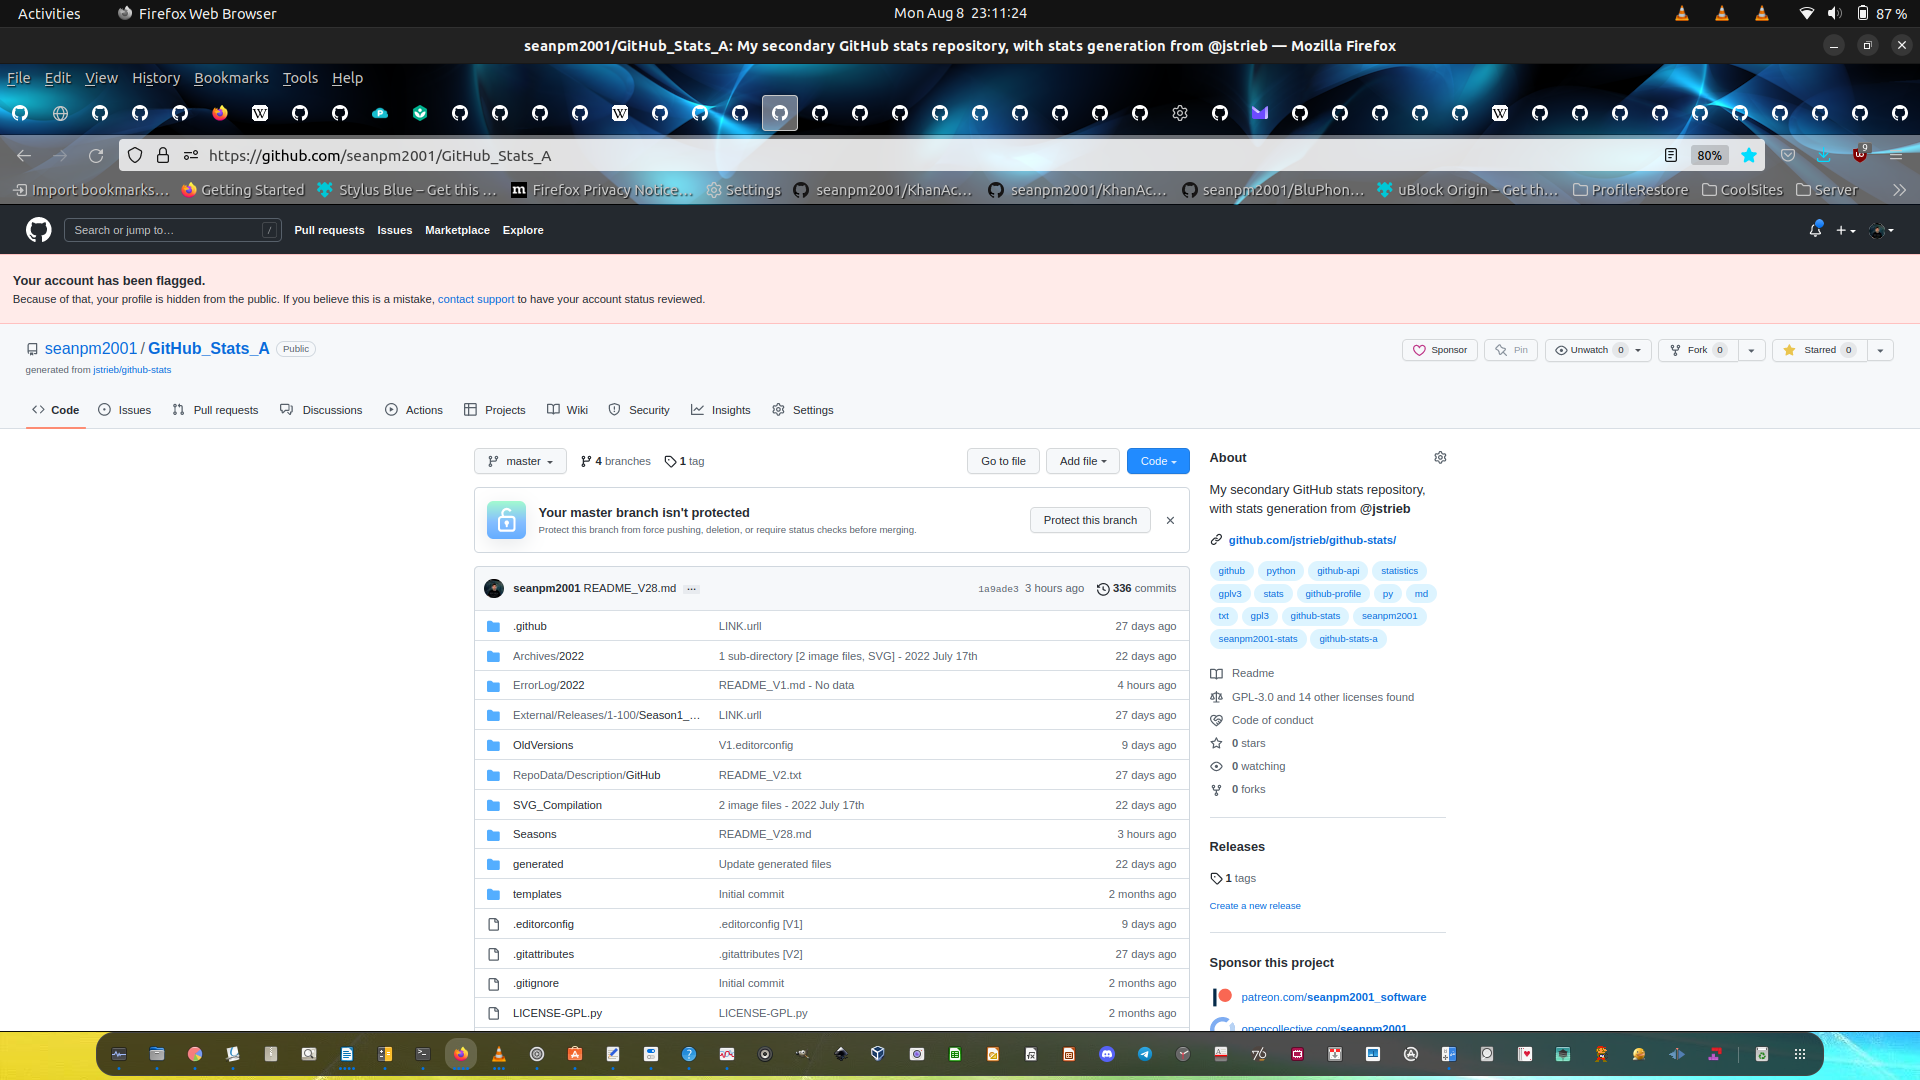 Activities
Firefox Web Browser
Mon Aug 8 23:11:24
87 %
seanpm2001/GitHub_Stats_A: My secondary GitHub stats repository, with stats generation from @jstrieb — Mozilla Firefox
File Edit View History Bookmarks Tools Help
https://github.com/seanpm2001/GitHub_Stats_A
80%
9
Import bookmarks…
Getting Started
Stylus Blue – Get this …
Firefox Privacy Notice…
Settings
seanpm2001/KhanAc…
seanpm2001/KhanAc…
seanpm2001/BluPhon…
uBlock Origin – Get th…
ProfileRestore
CoolSites
Server
Search or jump to…
/
Pull requests
Issues
Marketplace
Explore
Your account has been flagged.
Because of that, your profile is hidden from the public. If you believe this is a mistake, contact support to have your account status reviewed.
seanpm2001 / GitHub_Stats_A Public
generated from jstrieb/github-stats
Sponsor
Pin
Unwatch 0
Fork 0
Starred 0
Code
Issues
Pull requests
Discussions
Actions
Projects
Wiki
Security
Insights
Settings
master
4 branches
1 tag
Go to file
Add file
Code
Your master branch isn't protected
Protect this branch from force pushing, deletion, or require status checks before merging.
Protect this branch
seanpm2001 README_V28.md …
1a9ade3 3 hours ago
336 commits
.github LINK.urll 27 days ago
Archives/2022 1 sub-directory [2 image files, SVG] - 2022 July 17th 22 days ago
ErrorLog/2022 README_V1.md - No data 4 hours ago
External/Releases/1-100/Season1_… LINK.urll 27 days ago
OldVersions V1.editorconfig 9 days ago
RepoData/Description/GitHub README_V2.txt 27 days ago
SVG_Compilation 2 image files - 2022 July 17th 22 days ago
Seasons README_V28.md 3 hours ago
generated Update generated files 22 days ago
templates Initial commit 2 months ago
.editorconfig .editorconfig [V1] 9 days ago
.gitattributes .gitattributes [V2] 27 days ago
.gitignore Initial commit 2 months ago
LICENSE-GPL.py LICENSE-GPL.py 2 months ago
About
My secondary GitHub stats repository,
with stats generation from @jstrieb
github.com/jstrieb/github-stats/
github python github-api statistics
gplv3 stats github-profile py md
txt gpl3 github-stats seanpm2001
seanpm2001-stats github-stats-a
Readme
GPL-3.0 and 14 other licenses found
Code of conduct
0 stars
0 watching
0 forks
Releases
1 tags
Create a new release
Sponsor this project
patreon.com/seanpm2001_software
opencollective.com/seanpm2001